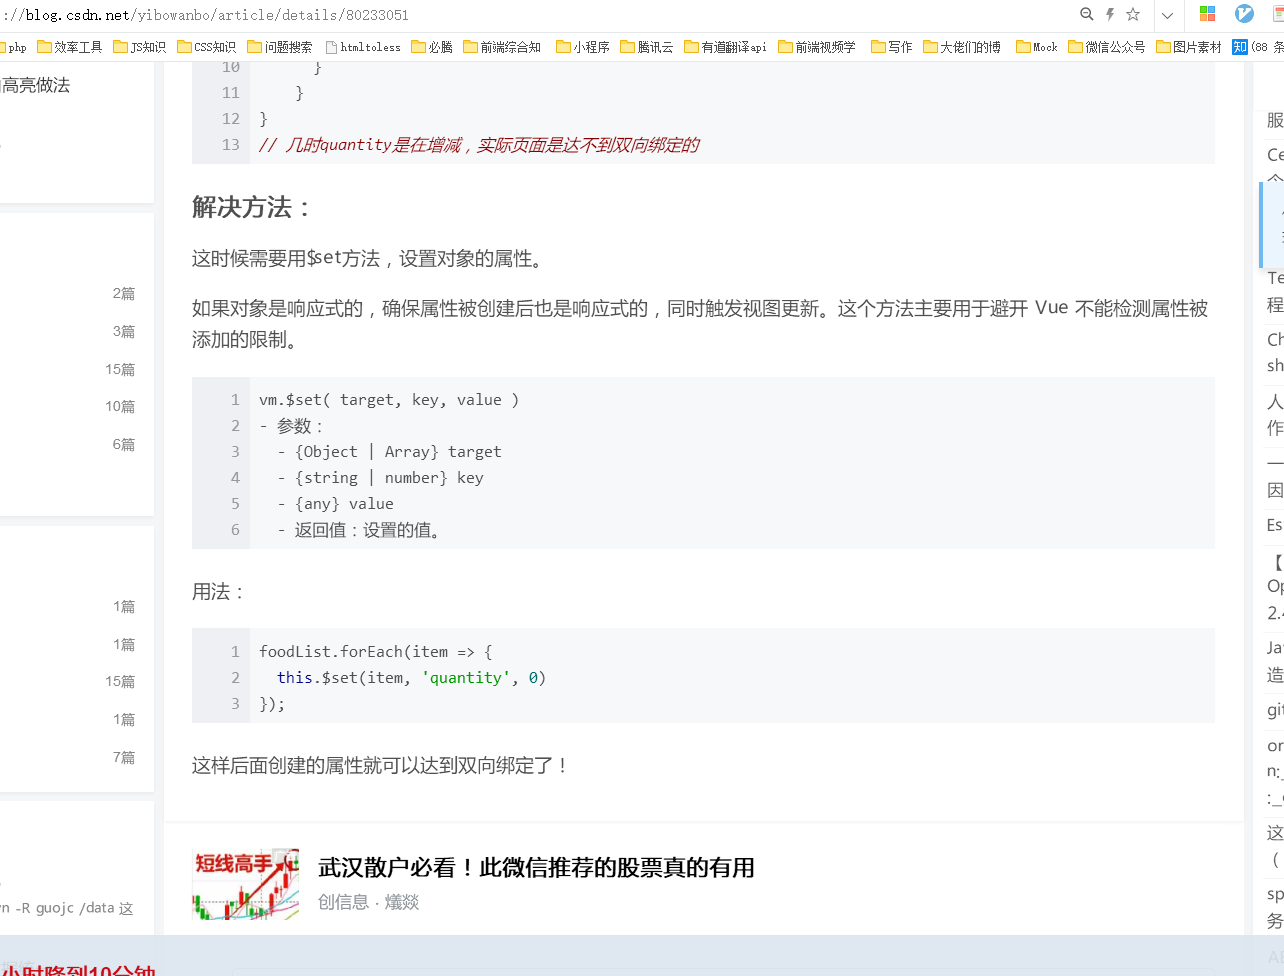 ://blog.csdn.net/yibowanbo/article/details/80233051
php 效率工具 JS知识 CSS知识 问题搜索 htmltoless 必腾 前端综合知 小程序 腾讯云 有道翻译api 前端视频学 写作 大佬们的博 Mock 微信公众号 图片素材 知 (88 条
高亮做法
2篇
3篇
15篇
10篇
6篇
1篇
1篇
15篇
1篇
7篇
vn -R guojc /data 这
小时降到10分钟
10 }
11 }
12 }
13 // 几时quantity是在增减，实际页面是达不到双向绑定的
解决方法：
这时候需要用$set方法，设置对象的属性。
如果对象是响应式的，确保属性被创建后也是响应式的，同时触发视图更新。这个方法主要用于避开 Vue 不能检测属性被
添加的限制。
1 vm.$set( target, key, value )
2 - 参数：
3 - {Object | Array} target
4 - {string | number} key
5 - {any} value
6 - 返回值：设置的值。
用法：
1 foodList.forEach(item => {
2 this.$set(item, 'quantity', 0)
3 });
这样后面创建的属性就可以达到双向绑定了！
短线高手
武汉散户必看！此微信推荐的股票真的有用
创信息 · 爔燚
服
Ce
个
Te
程
Ch
sh
人
作
一
因
Es
【
Op
2.4
Ja
造
git
or
n:_
:_
这
（
sp
务